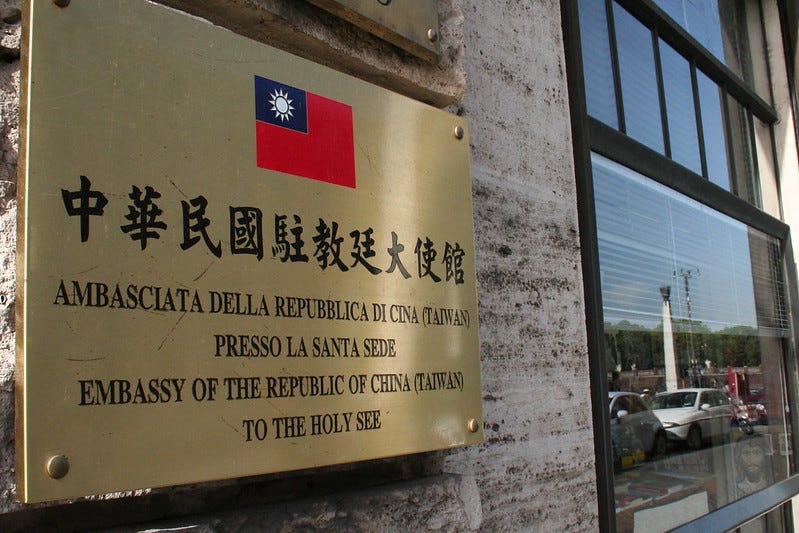 中華民國駐教廷大使館
AMBASCIATA DELLA REPUBBLICA DI CINA (TAIWAN)
PRESSO LA SANTA SEDE
EMBASSY OF THE REPUBLIC OF CHINA (TAIWAN)
TO THE HOLY SEE